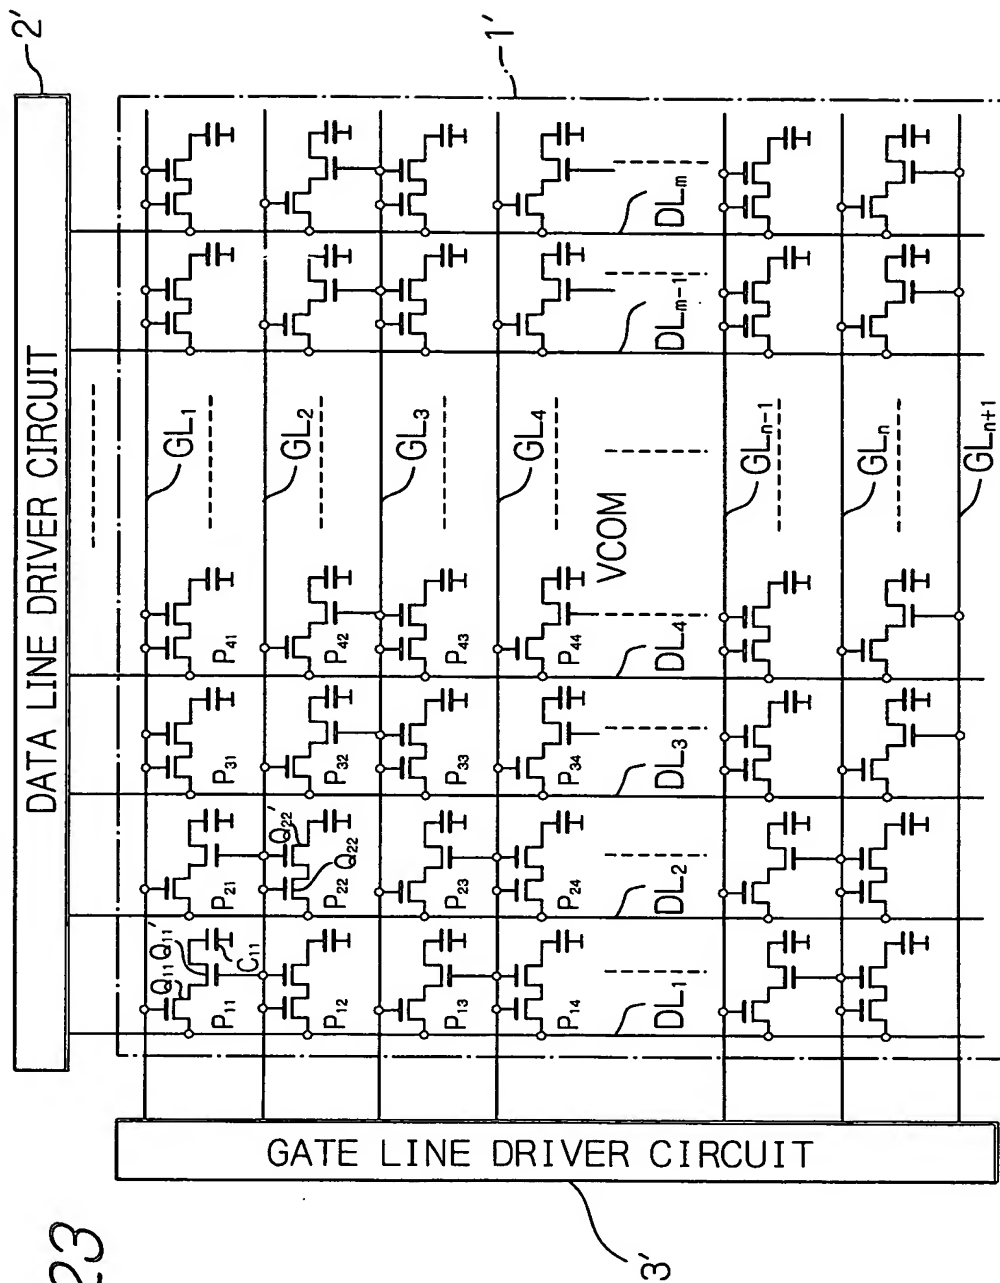 23
DATA LINE DRIVER CIRCUIT
2'
1'
GATE LINE DRIVER CIRCUIT
3'
GL₁
GL₂
GL₃
GL₄
GLₙ₋₁
GLₙ
GLₙ₊₁
VCOM
DL₁
DL₂
DL₃
DL₄
DLₘ₋₁
DLₘ
Q₁₁
Q₁₁'
C₁₁
Q₂₂'
Q₂₂
P₁₁
P₂₁
P₃₁
P₄₁
P₁₂
P₂₂
P₃₂
P₄₂
P₁₃
P₂₃
P₃₃
P₄₃
P₁₄
P₂₄
P₃₄
P₄₄